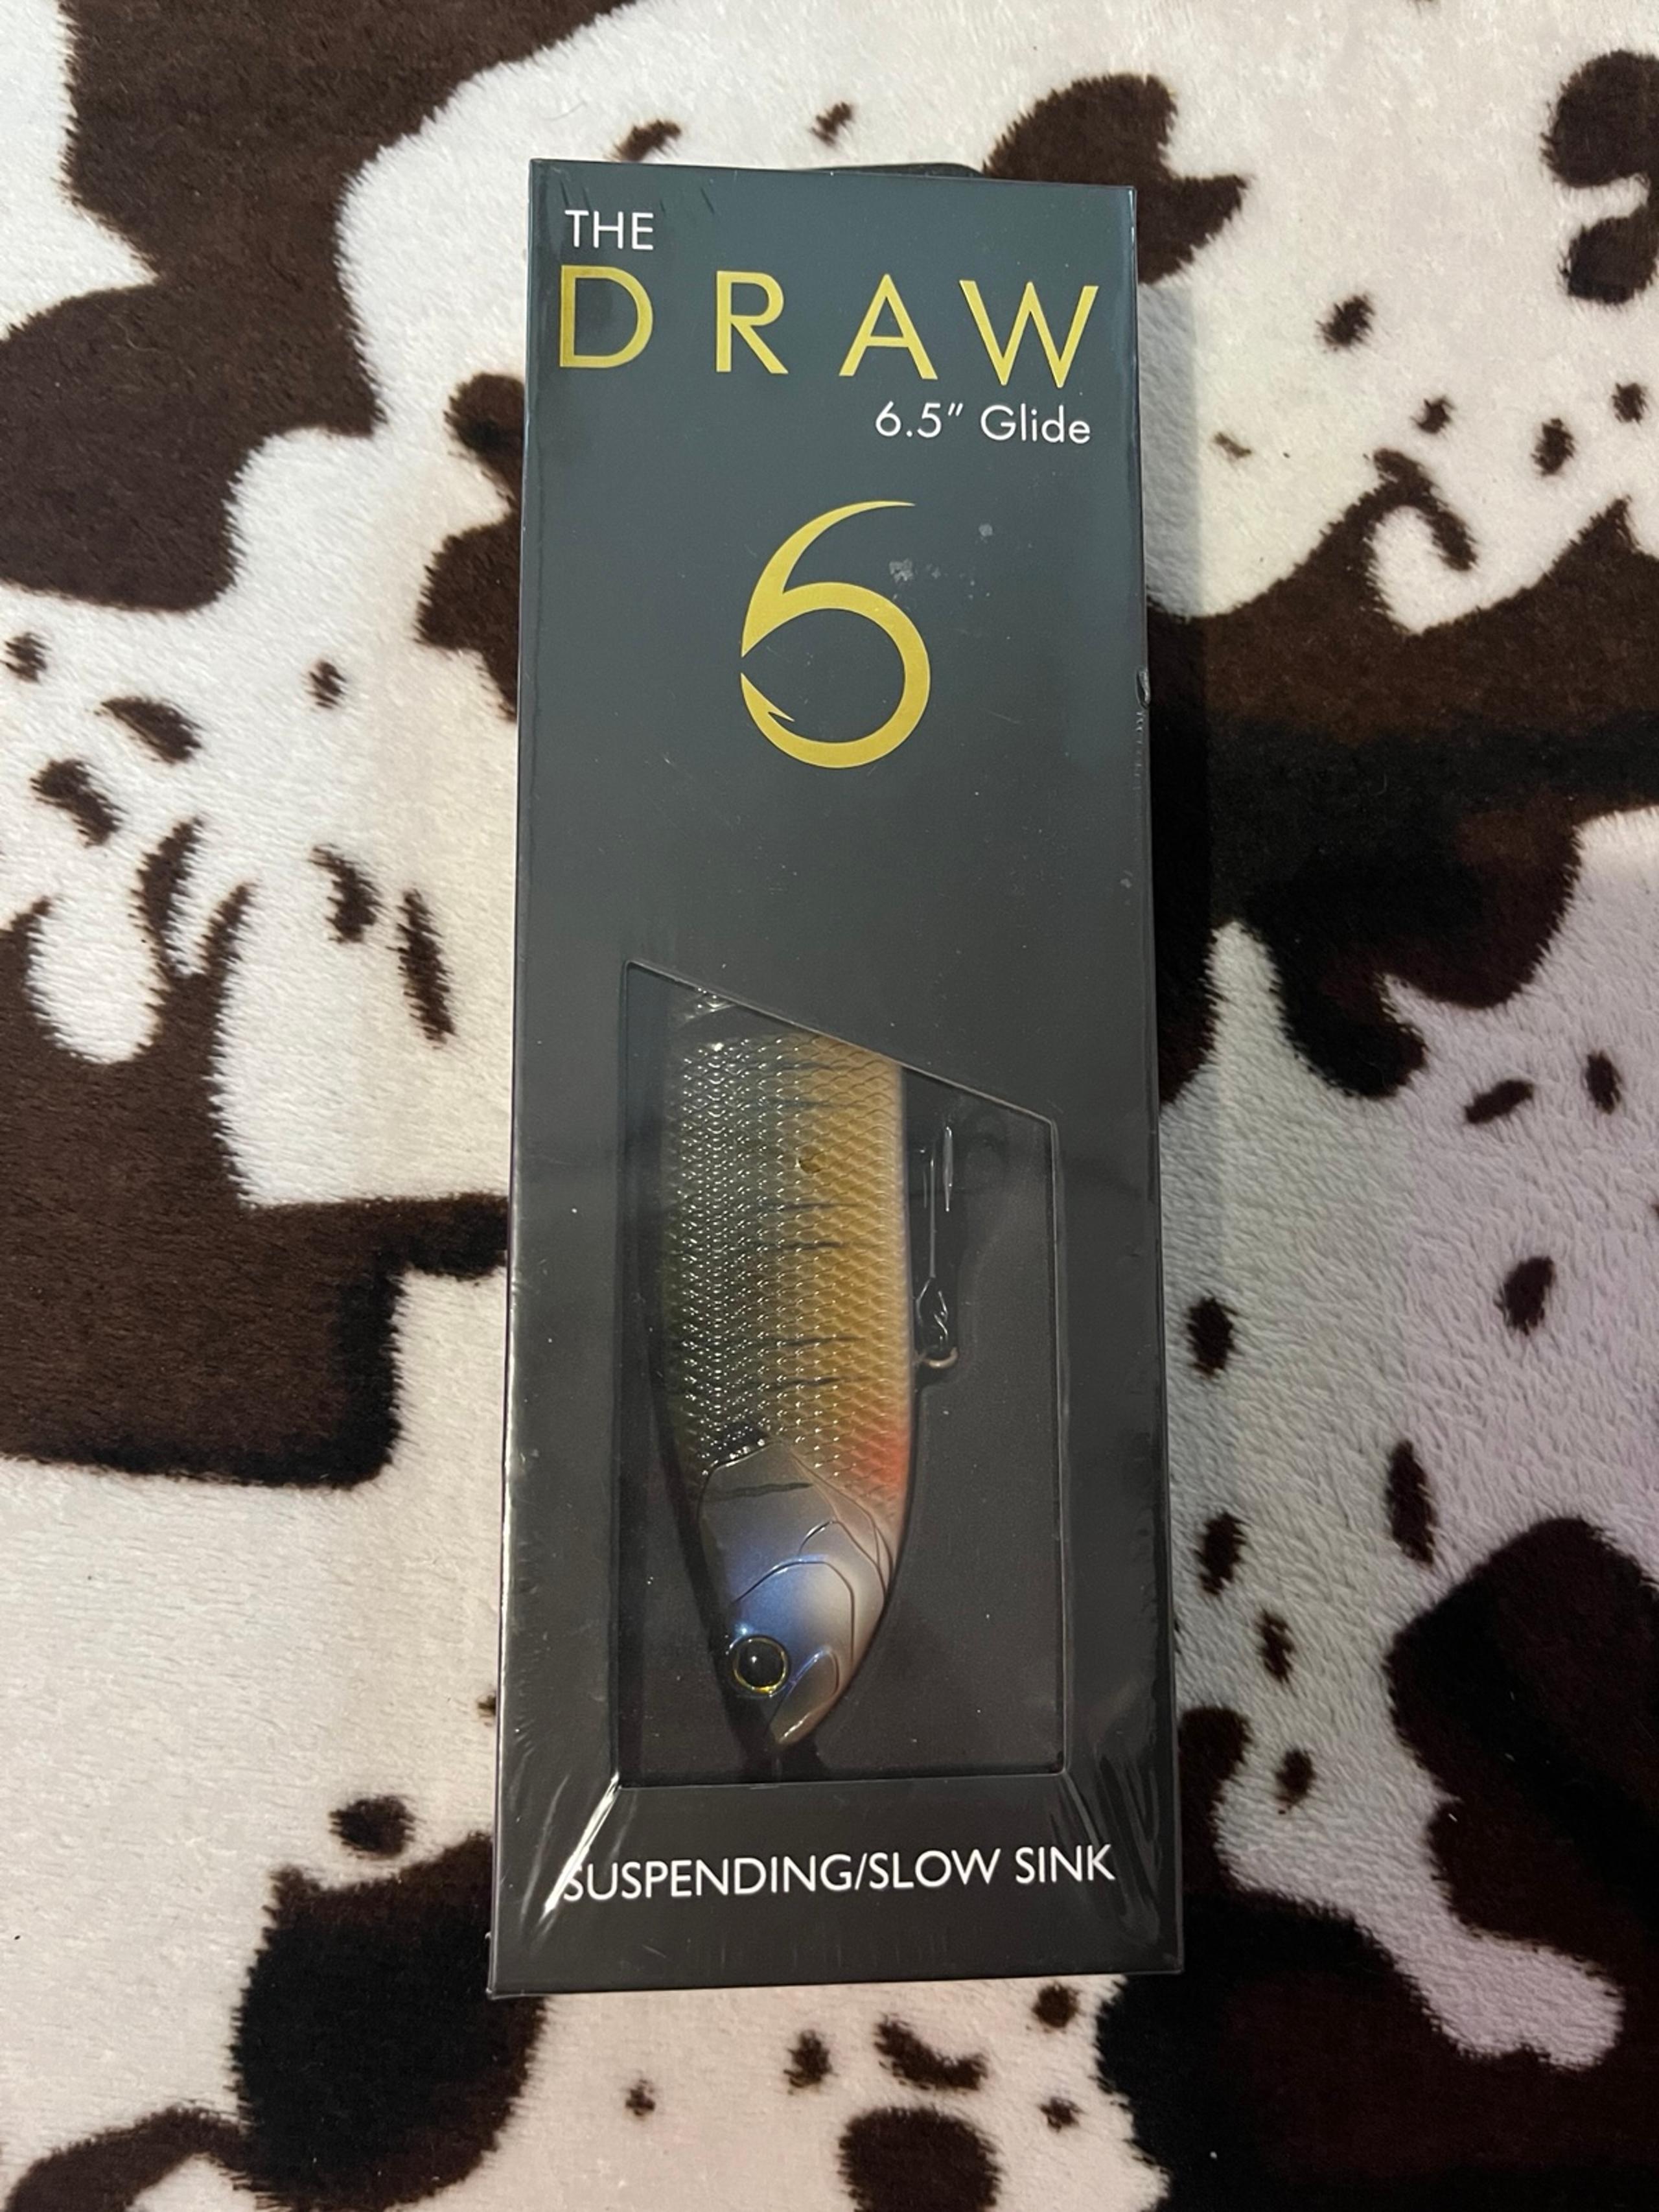 THE
DRAW
6.5" Glide
6
SUSPENDING/SLOW SINK